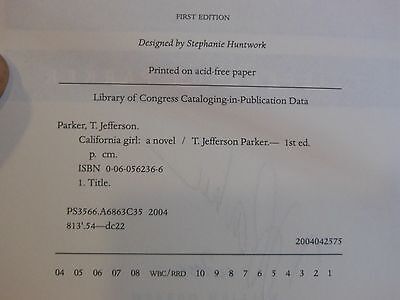 FIRST EDITION
Designed by Stephanie Huntwork
Printed on acid-free paper
Library of Congress Cataloging-in-Publication Data
Parker, T. Jefferson.
California girl: a novel / T. Jefferson Parker.— 1st ed.
p. cm.
ISBN 0-06-056236-6
1. Title.
PS3566.A6863C35 2004
813'.54—dc22
2004042575
04 05 06 07 08 WBC/RRD 10 9 8 7 6 5 4 3 2 1